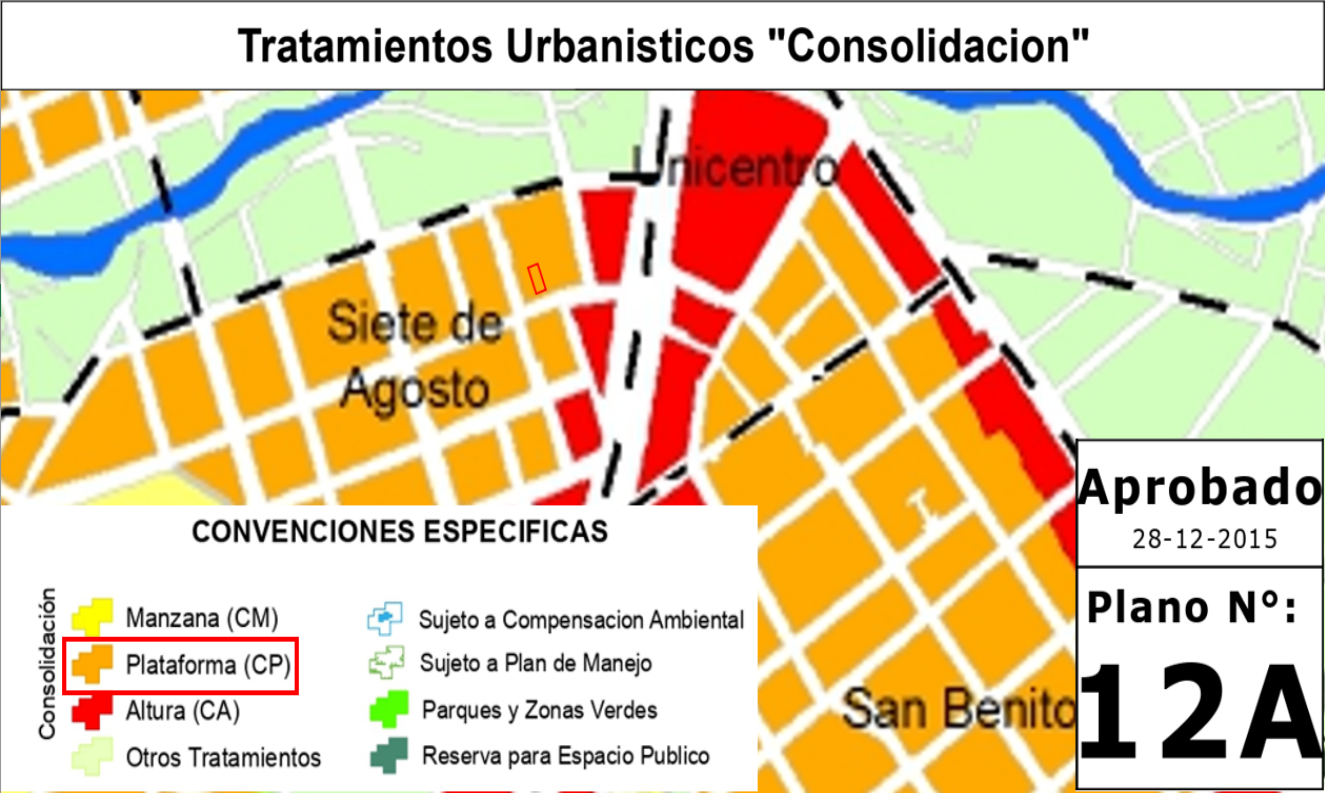 Tratamientos Urbanisticos "Consolidacion"
Unicentro
Siete de
Agosto
San Benito
CONVENCIONES ESPECIFICAS
Consolidación
Manzana (CM)
Plataforma (CP)
Altura (CA)
Otros Tratamientos
Sujeto a Compensacion Ambiental
Sujeto a Plan de Manejo
Parques y Zonas Verdes
Reserva para Espacio Publico
Aprobado
28-12-2015
Plano N°:
12A